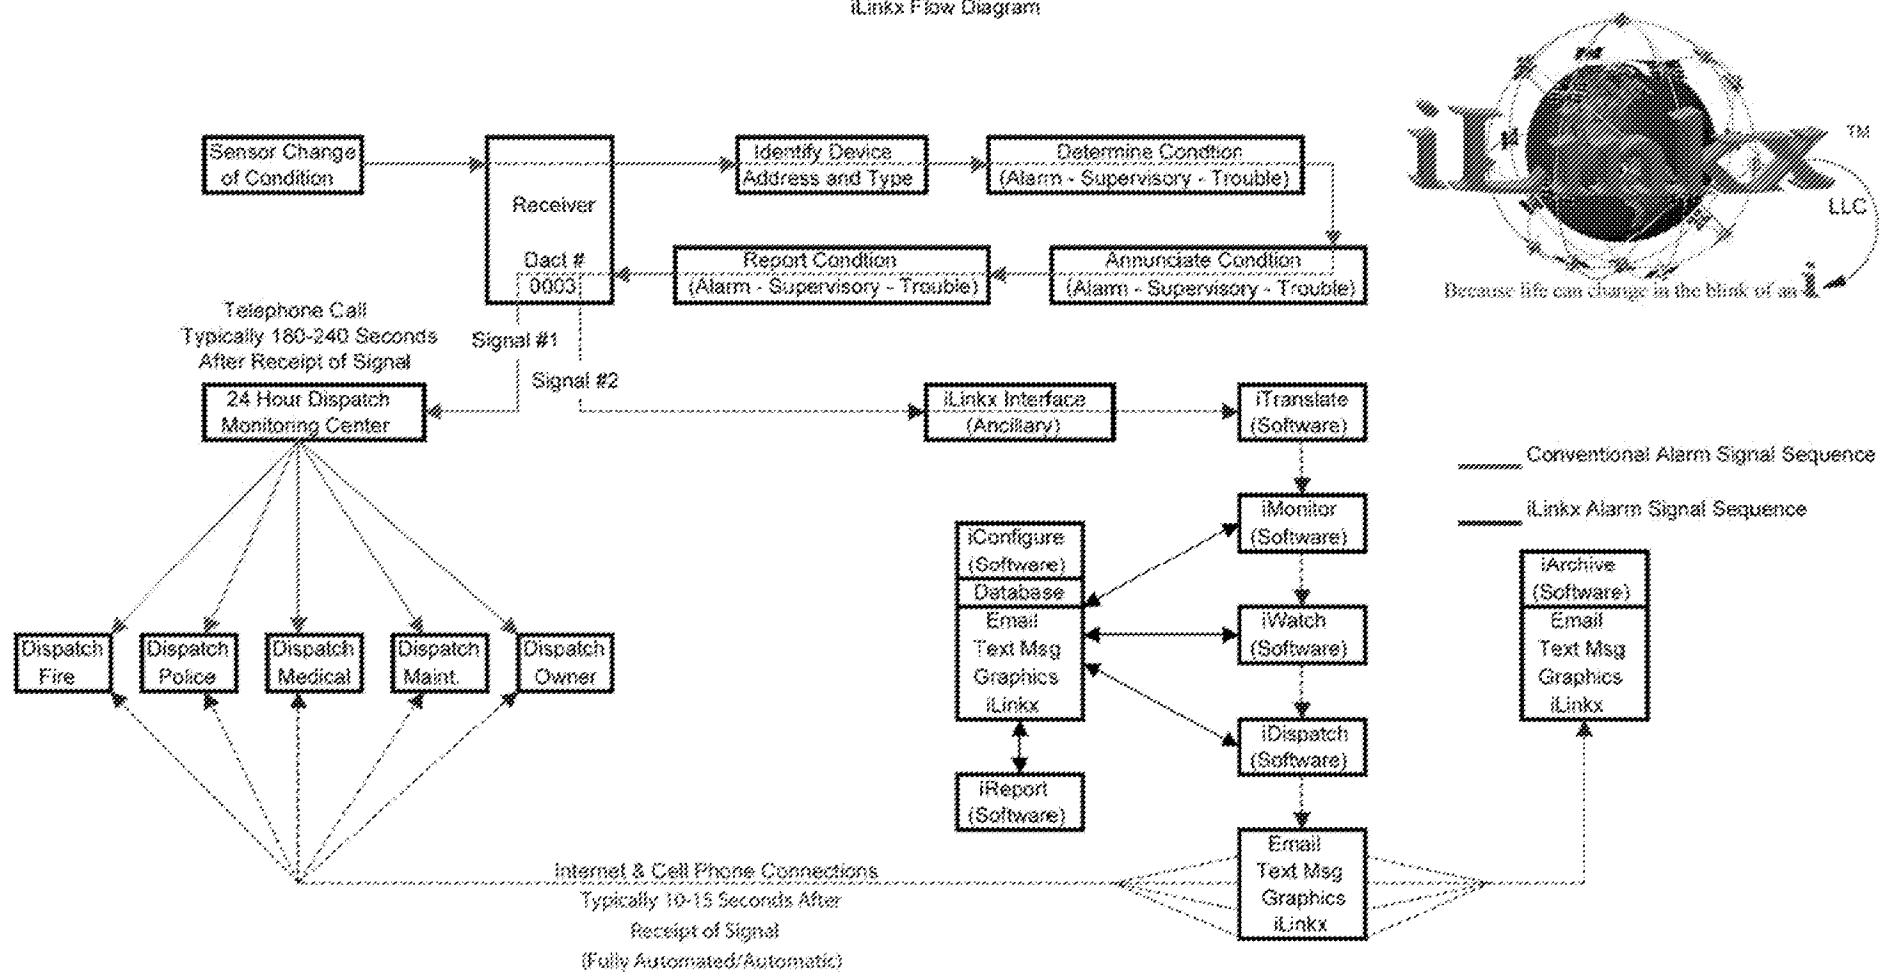 iLinkx Flow Diagram
Sensor Change
of Condition
Receiver
Dact #
0003
Identify Device
Address and Type
Determine Condtion
(Alarm - Supervisory - Trouble)
Annunciate Condtion
(Alarm - Supervisory - Trouble)
Report Condtion
(Alarm - Supervisory - Trouble)
TM
LLC
Because life can change in the blink of an i
Telephone Call
Typically 180-240 Seconds
After Receipt of Signal
Signal #1
Signal #2
24 Hour Dispatch
Monitoring Center
iLinkx Interface
(Ancillary)
iTranslate
(Software)
Conventional Alarm Signal Sequence
iLinkx Alarm Signal Sequence
iMonitor
(Software)
iConfigure
(Software)
Database
Email
Text Msg
Graphics
iLinkx
iWatch
(Software)
iArchive
(Software)
Email
Text Msg
Graphics
iLinkx
Dispatch
Fire
Dispatch
Police
Dispatch
Medical
Dispatch
Maint.
Dispatch
Owner
iDispatch
(Software)
iReport
(Software)
Email
Text Msg
Graphics
iLinkx
Internet & Cell Phone Connections
Typically 10-15 Seconds After
Receipt of Signal
(Fully Automated/Automatic)